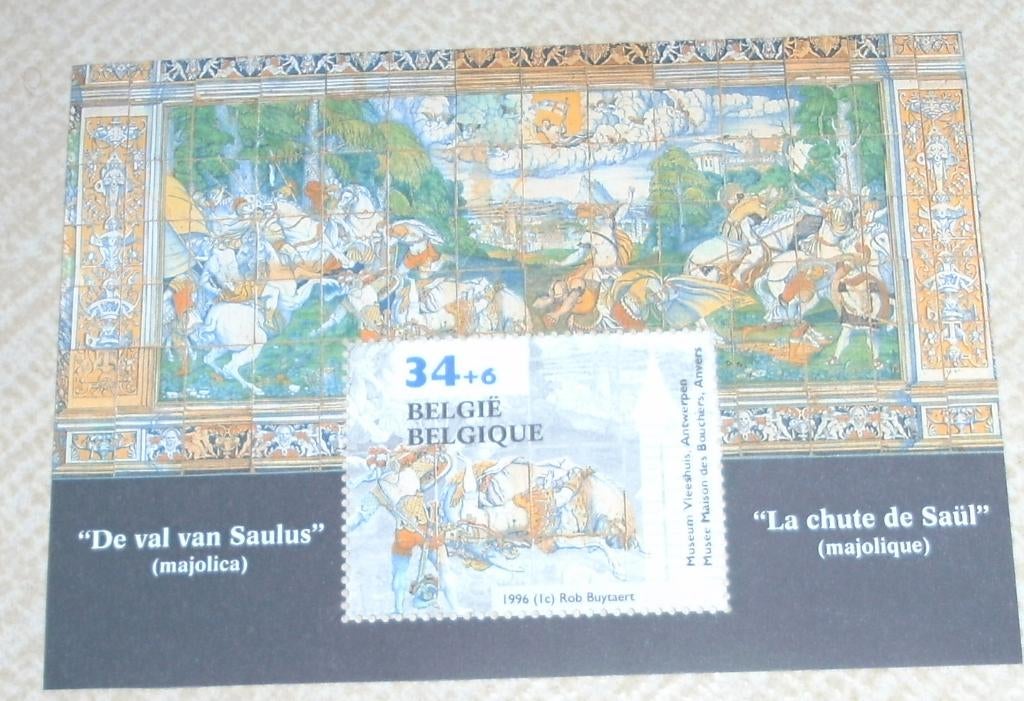 34+6
BELGIË
BELGIQUE
Museum Vleeshuis, Antwerpen
Musée Maison des Bouchers, Anvers
1996 (1c) Rob Buytaert
“De val van Saulus”
(majolica)
“La chute de Saül”
(majolique)